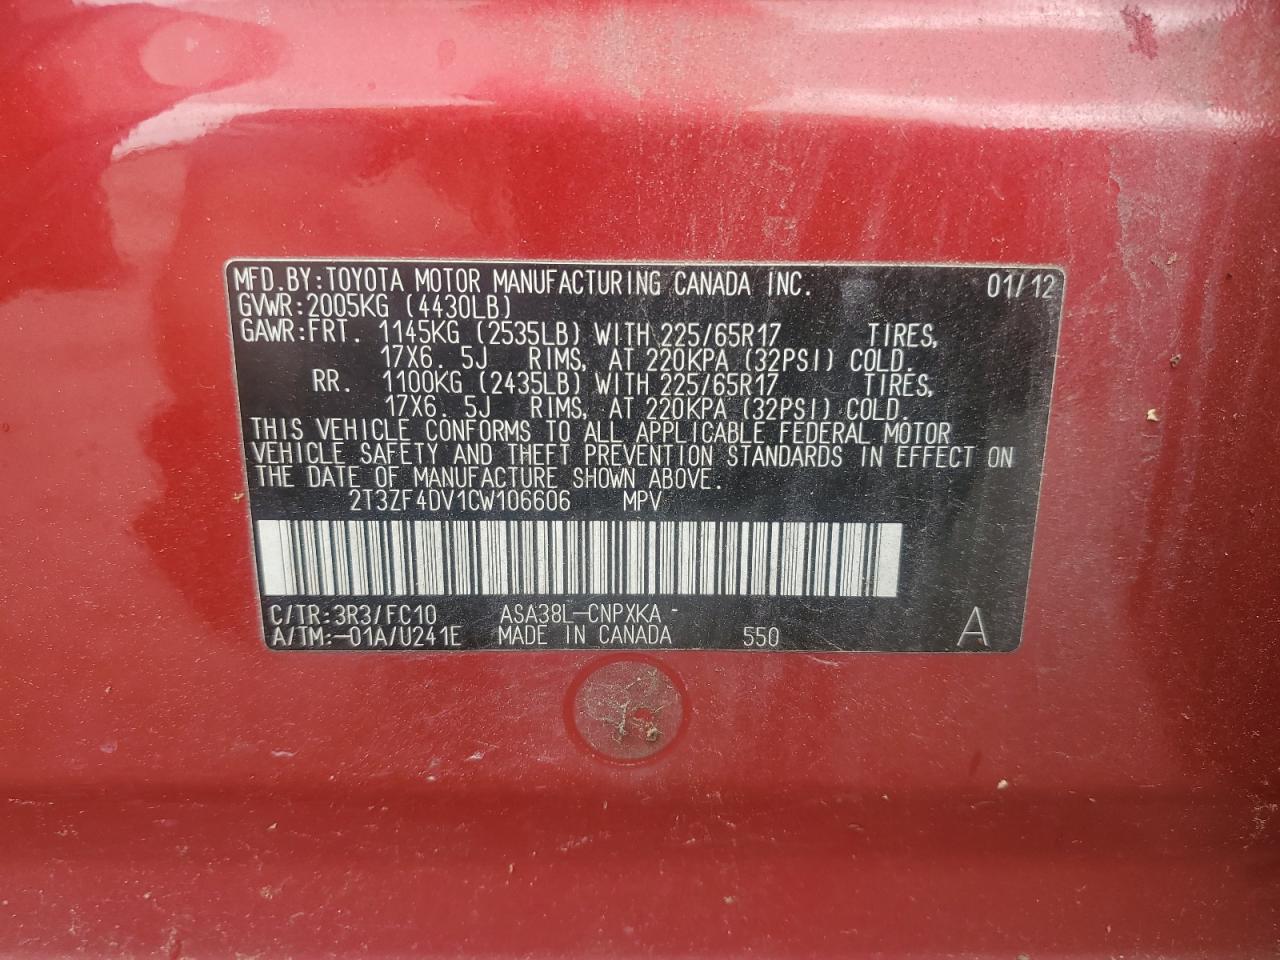 MFD.BY:TOYOTA MOTOR MANUFACTURING CANADA INC. 01/12
GVWR:2005KG (4430LB)
GAWR:FRT. 1145KG (2535LB) WITH 225/65R17 TIRES,
17X6.5J RIMS, AT 220KPA (32PSI) COLD.
RR. 1100KG (2435LB) WITH 225/65R17 TIRES,
17X6.5J RIMS, AT 220KPA (32PSI) COLD.
THIS VEHICLE CONFORMS TO ALL APPLICABLE FEDERAL MOTOR
VEHICLE SAFETY AND THEFT PREVENTION STANDARDS IN EFFECT ON
THE DATE OF MANUFACTURE SHOWN ABOVE.
2T3ZF4DV1CW106606 MPV
C/TR:3R3/FC10 ASA38L-CNPXKA
A/TM:-01A/U241E MADE IN CANADA 550 A